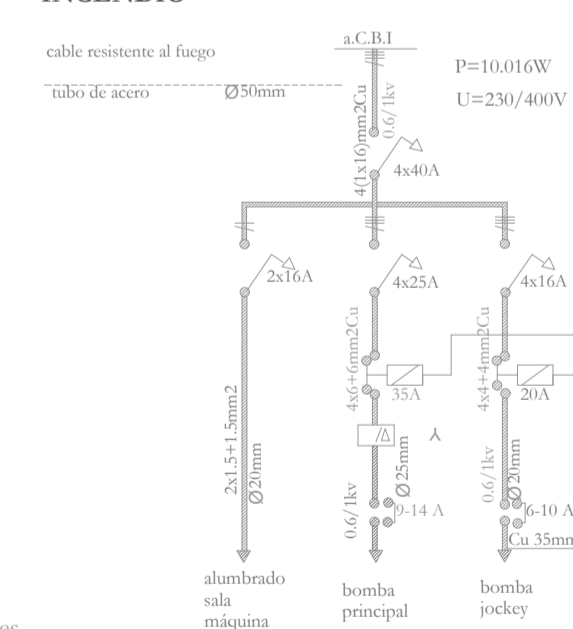 INCENDIO
cable resistente al fuego
tubo de acero Ø50mm
a.C.B.I
P=10.016W
U=230/400V
4(1x16)mm2Cu
0.6/1kv
4x40A
2x16A
4x25A
4x16A
2x1.5+1.5mm2
Ø20mm
4x6+6mm2Cu
35A
/Δ
Ø25mm
0.6/1kv
9-14 A
4x4+4mm2Cu
20A
0.6/1kv
Ø20mm
6-10 A
Cu 35mm
alumbrado
sala
máquina
bomba
principal
bomba
jockey